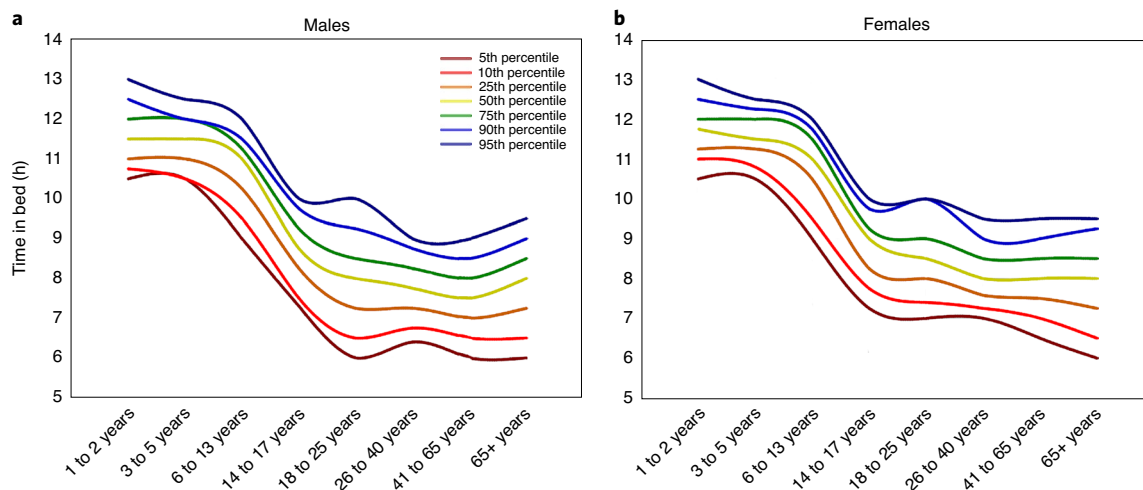 a
Males
14
13
12
11
10
9
8
7
6
5
Time in bed (h)
5th percentile
10th percentile
25th percentile
50th percentile
75th percentile
90th percentile
95th percentile
1 to 2 years
3 to 5 years
6 to 13 years
14 to 17 years
18 to 25 years
26 to 40 years
41 to 65 years
65+ years
b
Females
14
13
12
11
10
9
8
7
6
5
1 to 2 years
3 to 5 years
6 to 13 years
14 to 17 years
18 to 25 years
26 to 40 years
41 to 65 years
65+ years